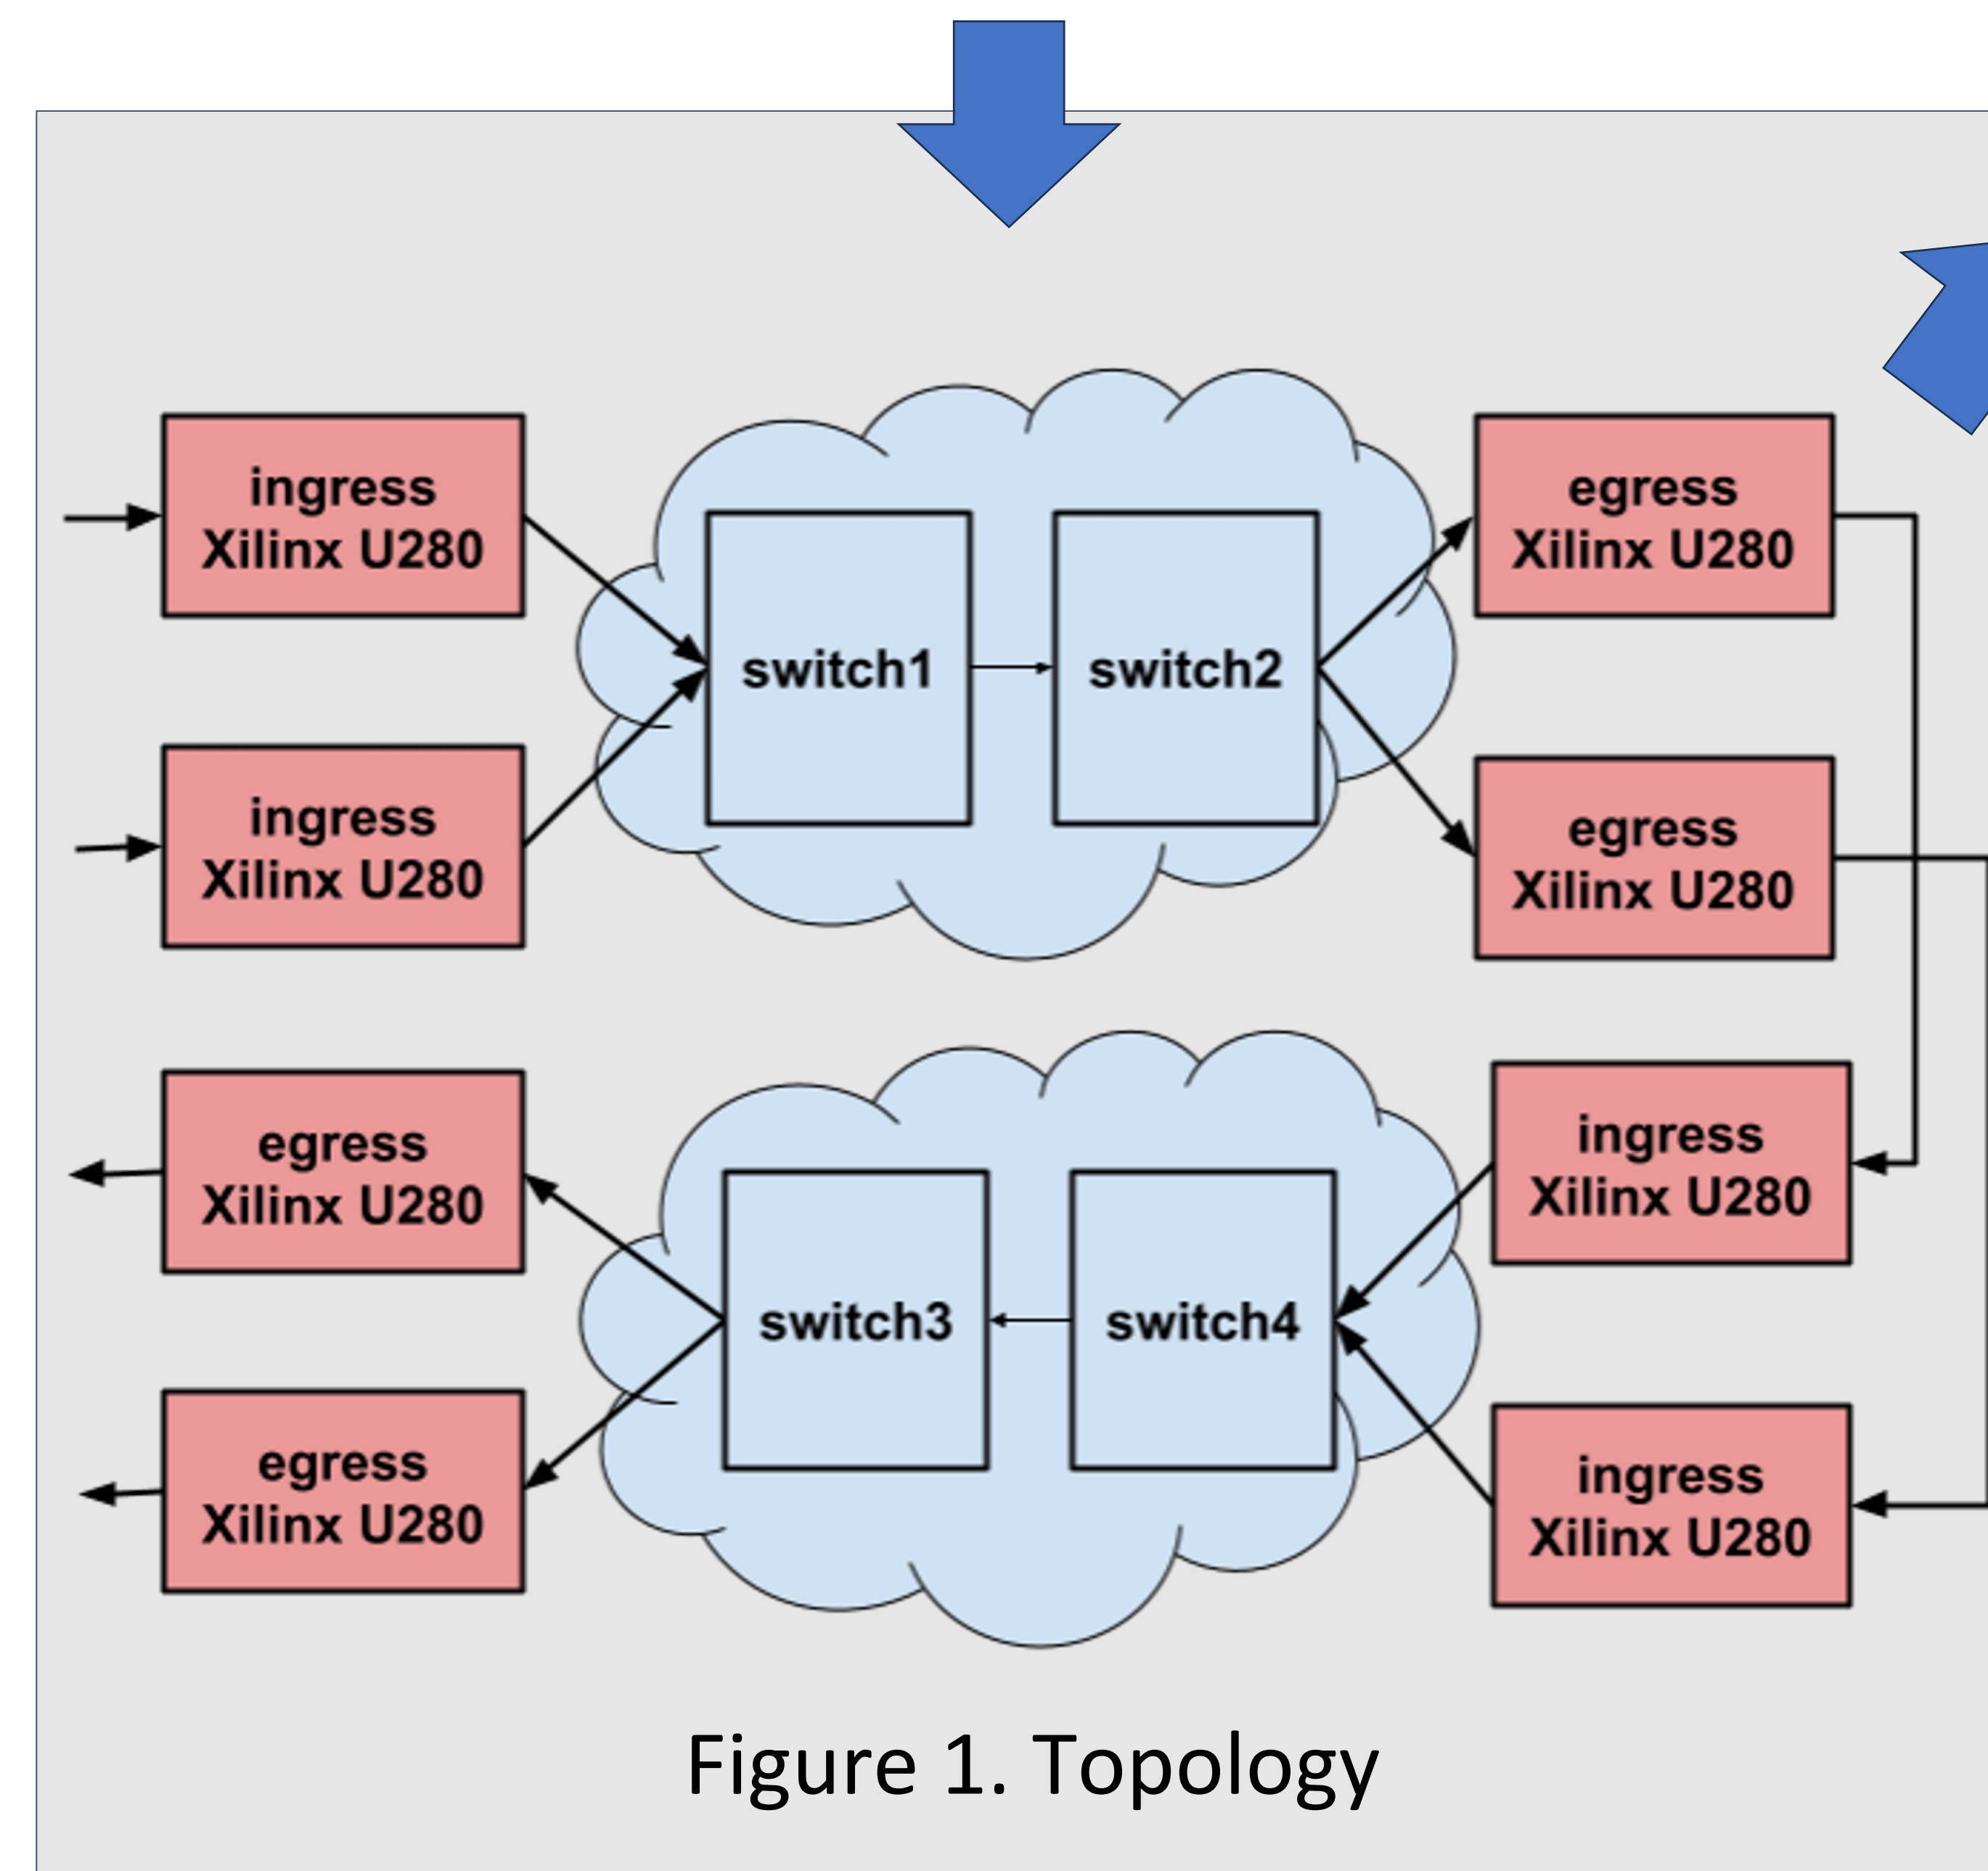 ingress
Xilinx U280
egress
Xilinx U280
switch1
switch2
ingress
Xilinx U280
egress
Xilinx U280
egress
Xilinx U280
ingress
Xilinx U280
switch3
switch4
egress
Xilinx U280
ingress
Xilinx U280
Figure 1. Topology